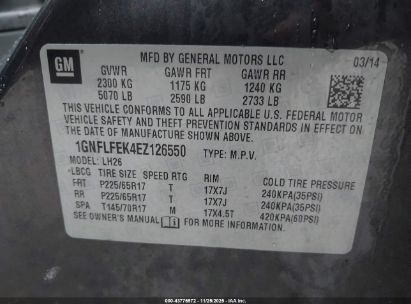 GM
MFD BY GENERAL MOTORS LLC
03/14
GVWR GAWR FRT GAWR RR
2300 KG 1175 KG 1240 KG
5070 LB 2590 LB 2733 LB
THIS VEHICLE CONFORMS TO ALL APPLICABLE U.S. FEDERAL MOTOR
VEHICLE SAFETY AND THEFT PREVENTION STANDARDS IN EFFECT ON
THE DATE OF MANUFACTURE SHOWN ABOVE.
1GNFLFEK4EZ126550 TYPE: M.P.V.
MODEL: LH26
LBCG TIRE SIZE SPEED RTG RIM COLD TIRE PRESSURE
FRT P225/65R17 T 17X7J 240KPA(35PSI)
RR P225/65R17 T 17X7J 240KPA(35PSI)
SPA T145/70R17 M 17X4.5T 420KPA(60PSI)
SEE OWNER'S MANUAL FOR MORE INFORMATION.